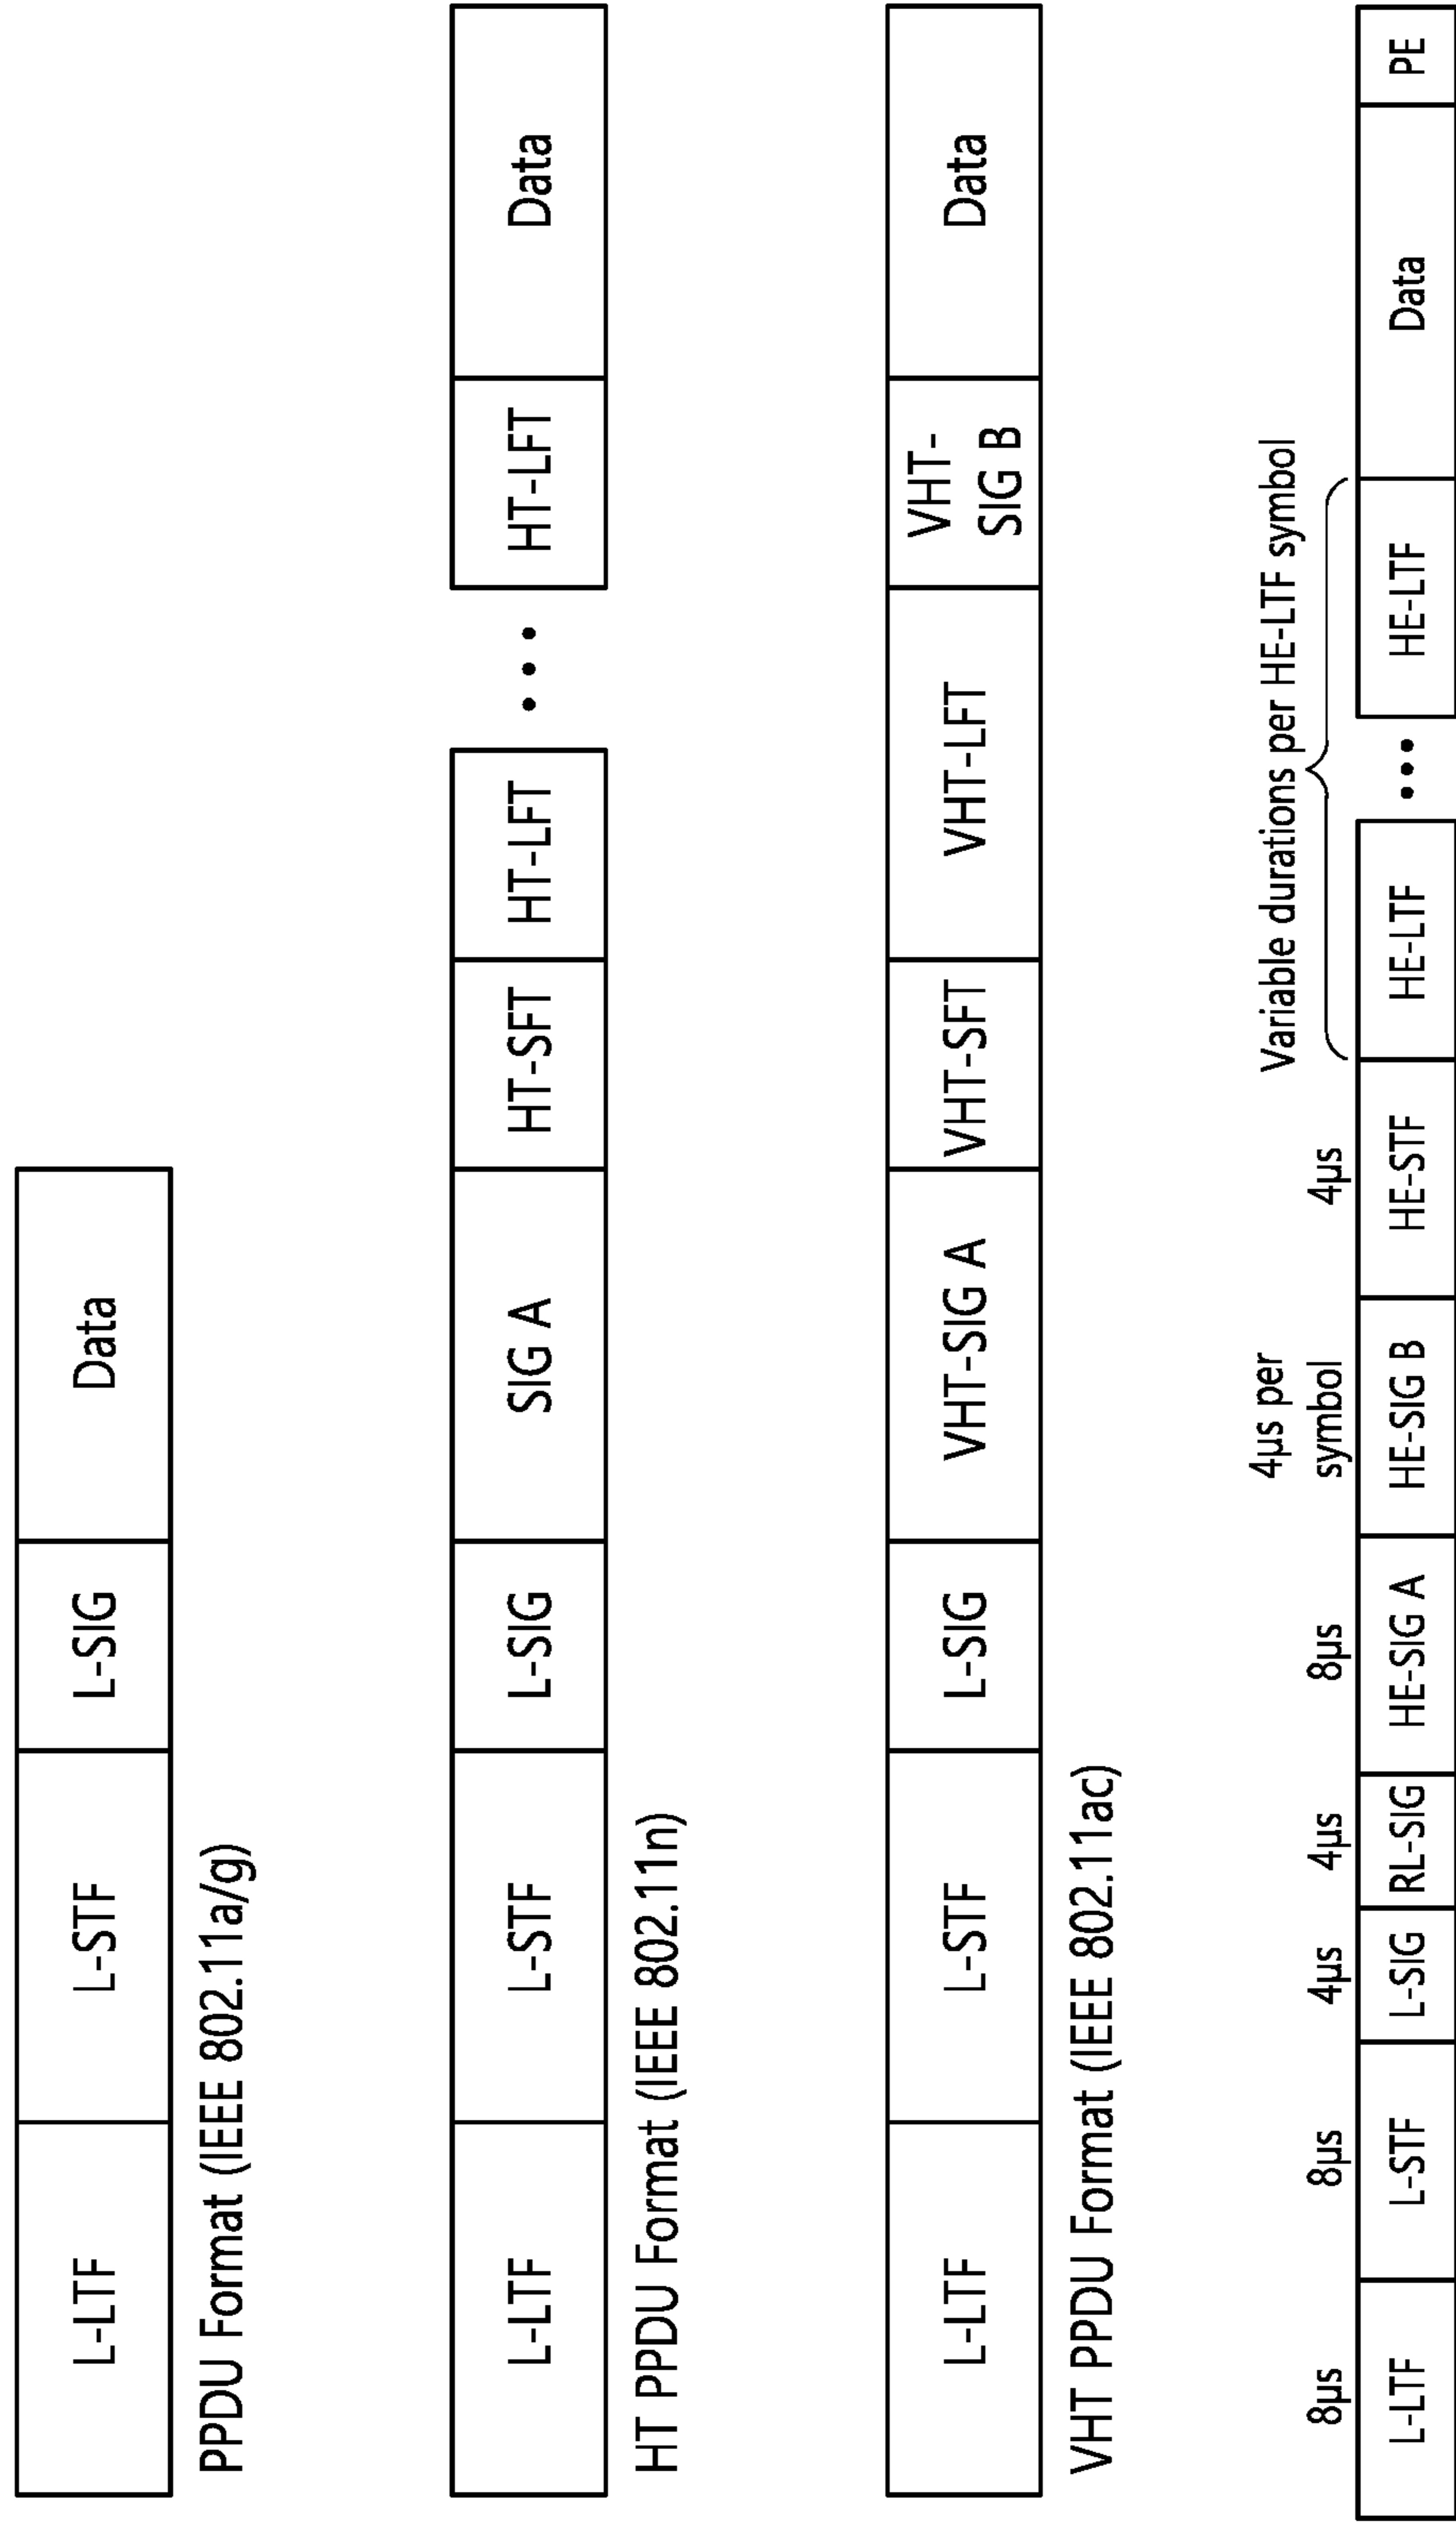 L-LTF
L-STF
L-SIG
Data
PPDU Format (IEEE 802.11a/g)
L-LTF
L-STF
L-SIG
SIG A
HT-SFT
HT-LFT
•••
HT-LFT
Data
HT PPDU Format (IEEE 802.11n)
L-LTF
L-STF
L-SIG
VHT-SIG A
VHT-SFT
VHT-LFT
VHT-
SIG B
Data
VHT PPDU Format (IEEE 802.11ac)
8µs
8µs
4µs
4µs
8µs
4µs per
symbol
4µs
Variable durations per HE-LTF symbol
L-LTF
L-STF
L-SIG
RL-SIG
HE-SIG A
HE-SIG B
HE-STF
HE-LTF
•••
HE-LTF
Data
PE